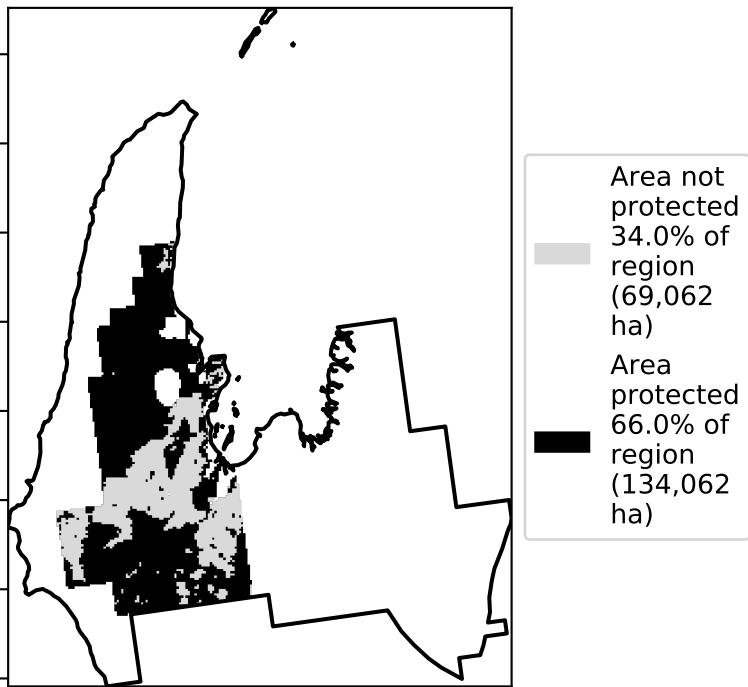 Area not
protected
34.0% of
region
(69,062
ha)
Area
protected
66.0% of
region
(134,062
ha)